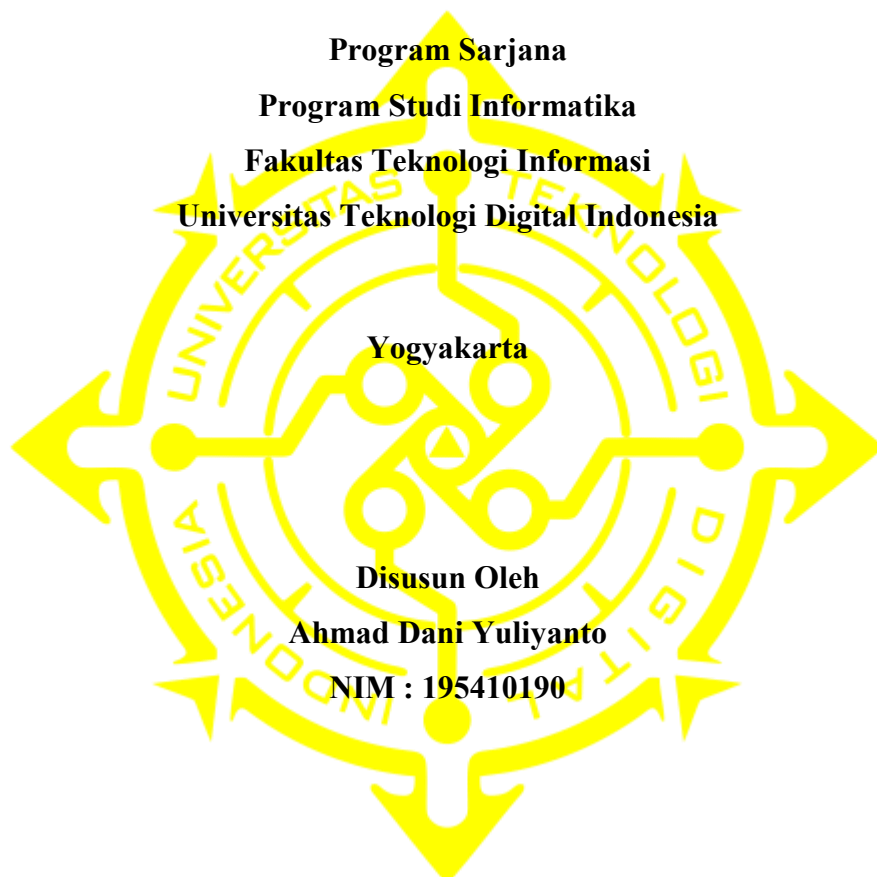 Program Sarjana
Program Studi Informatika
Fakultas Teknologi Informasi
Universitas Teknologi Digital Indonesia
Yogyakarta
Disusun Oleh
Ahmad Dani Yuliyanto
NIM : 195410190
UNIVERSITAS TEKNOLOGI DIGITAL INDONESIA